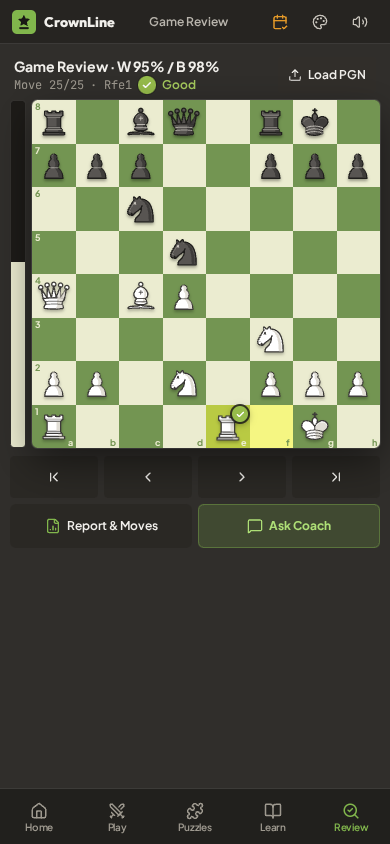 CrownLine
Game Review
Game Review · W 95% / B 98%
Move 25/25 · Rfe1 Good
Load PGN
8
7
6
5
4
3
2
1
a b c d e f g h
Report & Moves
Ask Coach
Home
Play
Puzzles
Learn
Review